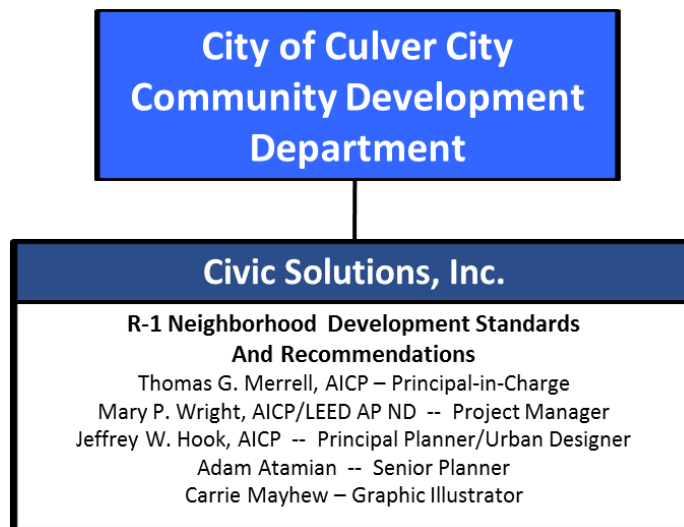 City of Culver City
Community Development
Department
Civic Solutions, Inc.
R-1 Neighborhood Development Standards
And Recommendations
Thomas G. Merrell, AICP – Principal-in-Charge
Mary P. Wright, AICP/LEED AP ND -- Project Manager
Jeffrey W. Hook, AICP -- Principal Planner/Urban Designer
Adam Atamian -- Senior Planner
Carrie Mayhew – Graphic Illustrator